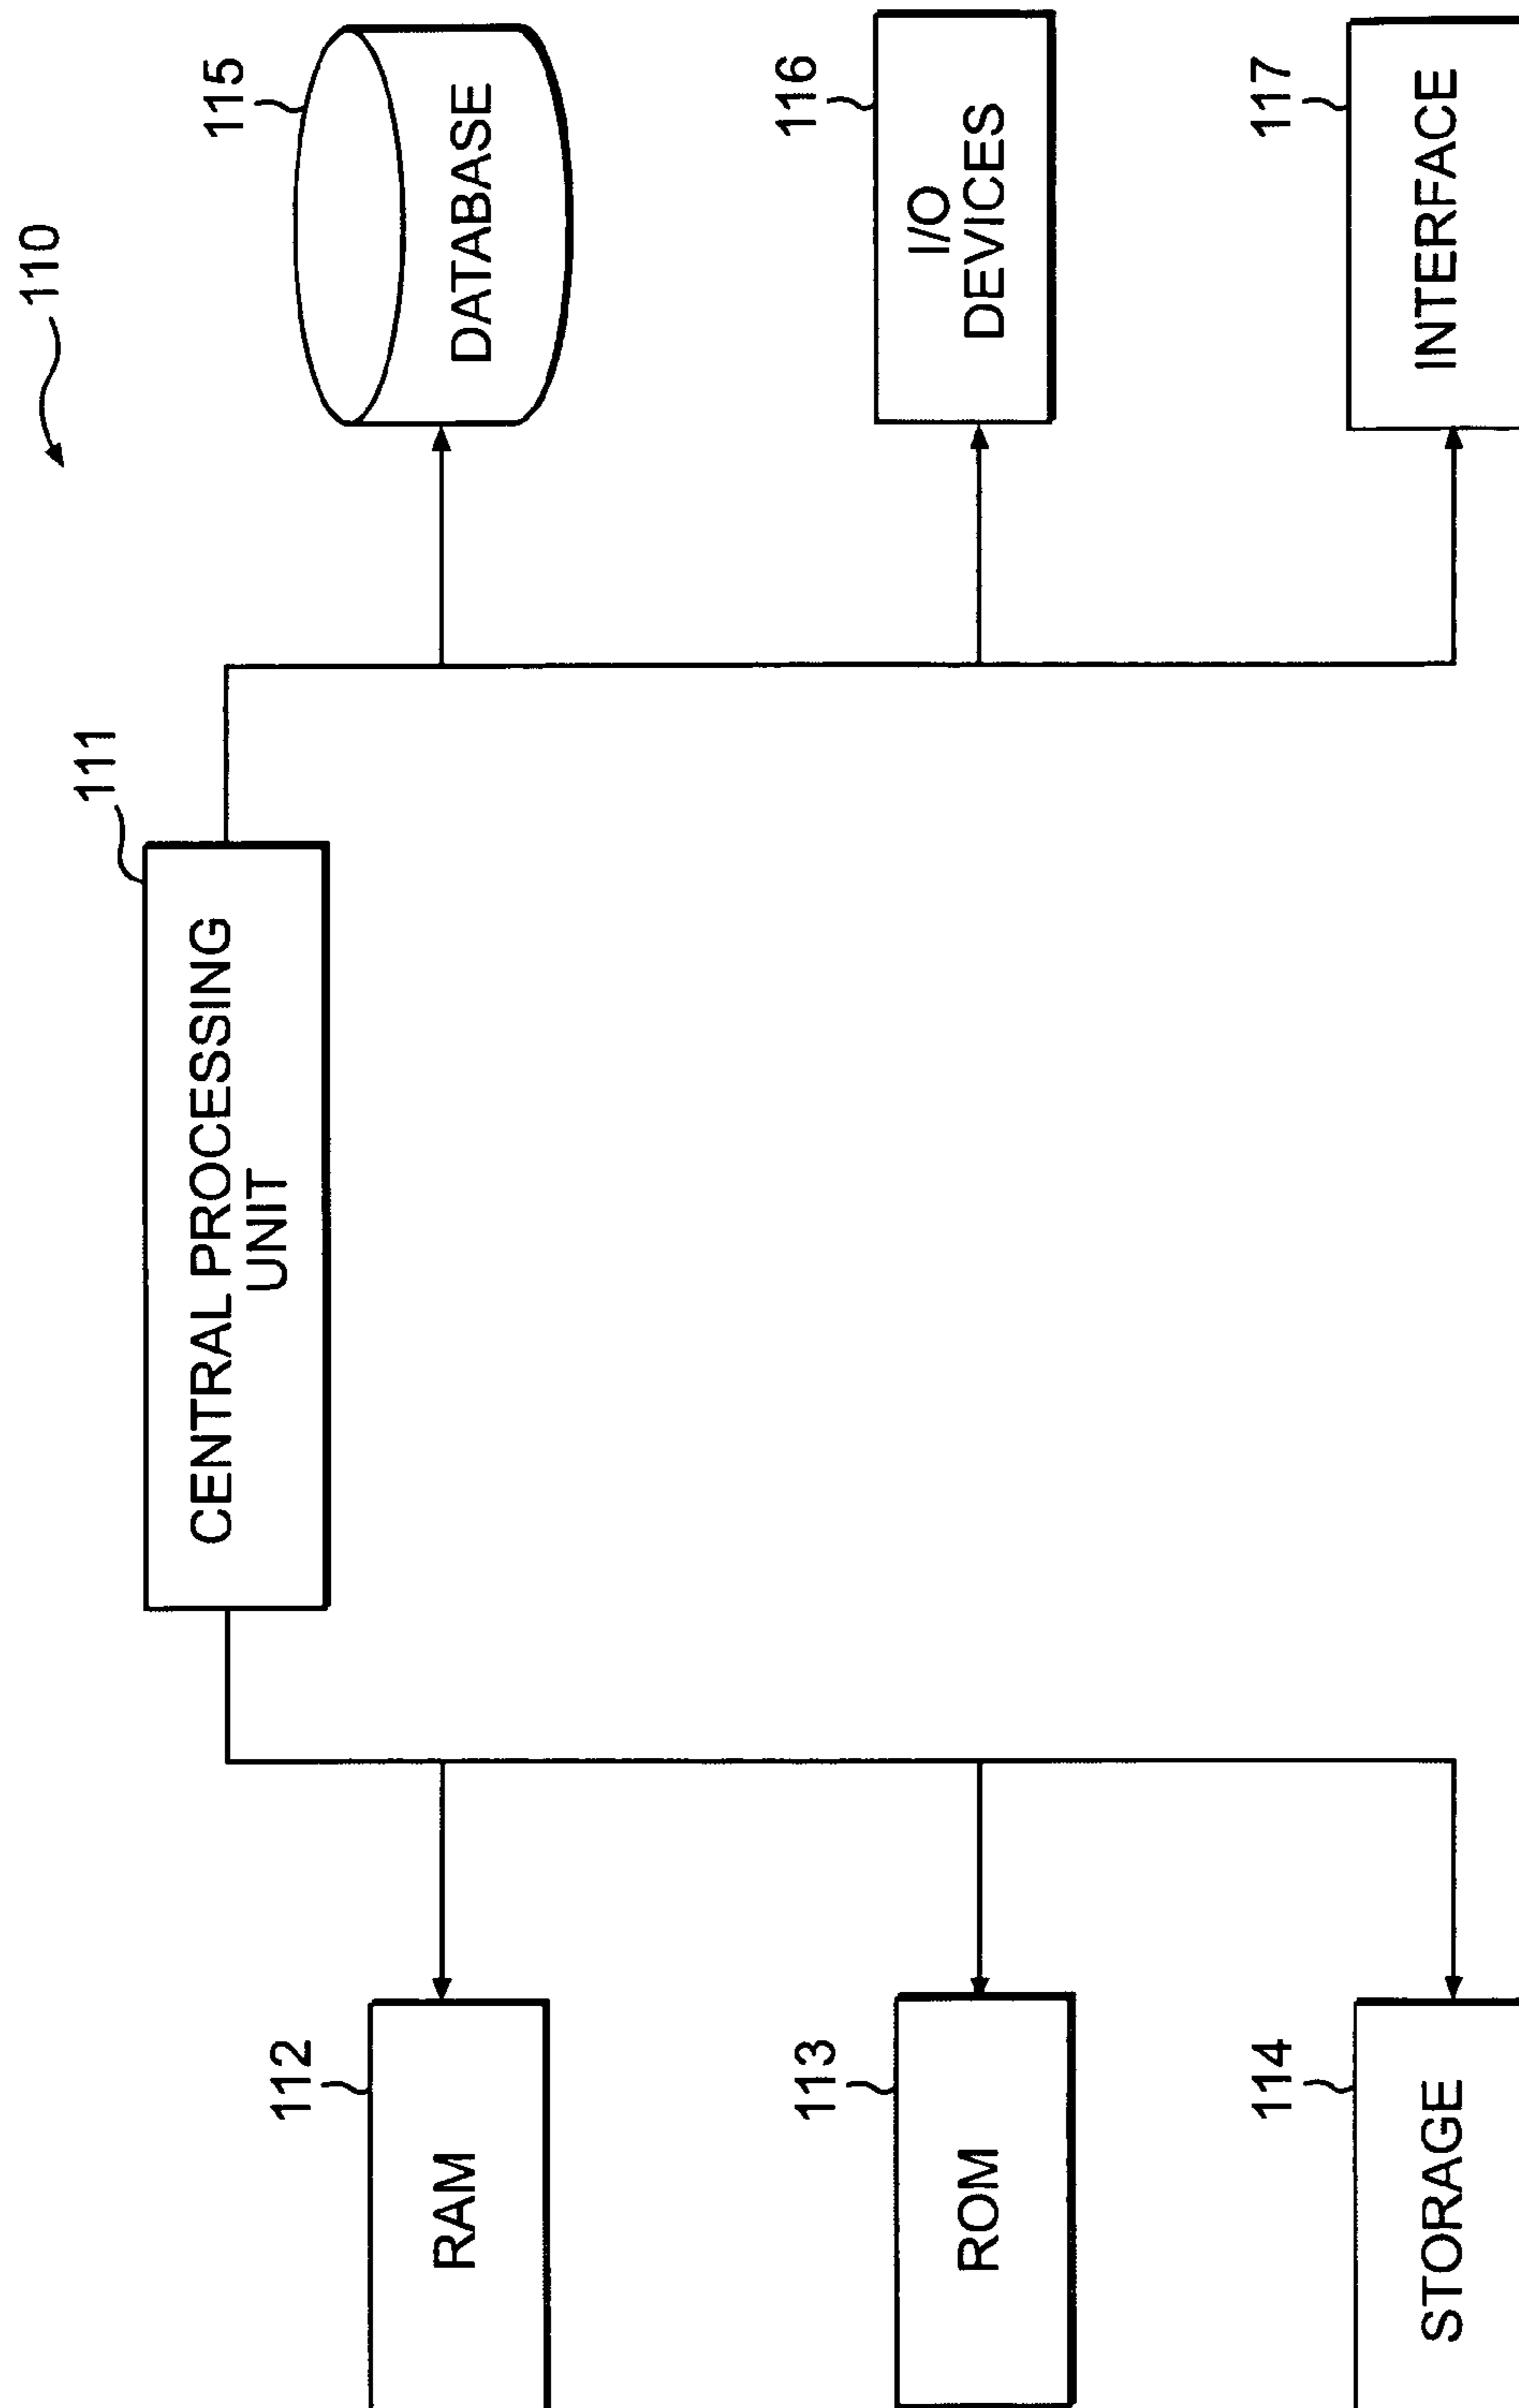 110
111
CENTRAL PROCESSING
UNIT
112
RAM
115
DATABASE
113
ROM
116
I/O
DEVICES
114
STORAGE
117
INTERFACE